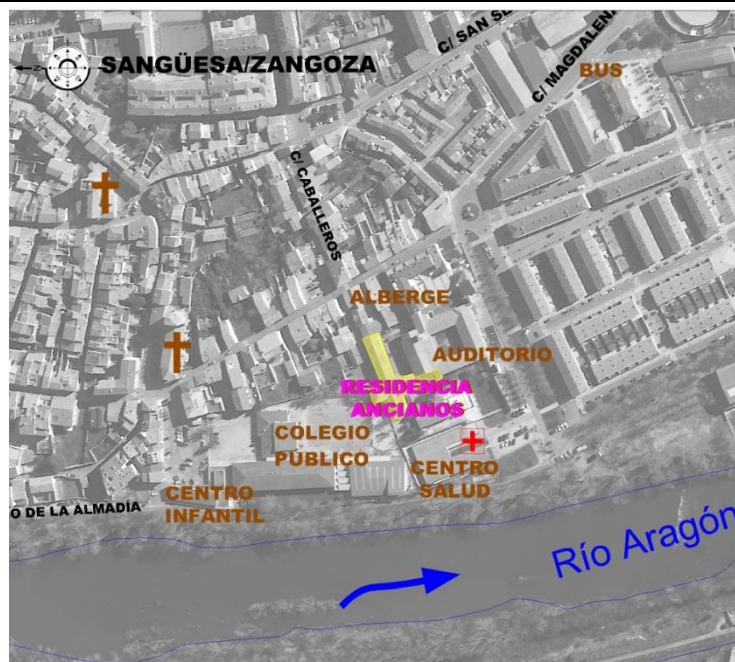 C/ SAN SE
C/ MAGDALENA
N
SANGÜESA/ZANGOZA
BUS
C/ CABALLEROS
ALBERGE
AUDITORIO
RESIDENCIA
ANCIANOS
COLEGIO
PÚBLICO
CENTRO
SALUD
CENTRO
INFANTIL
O DE LA ALMADÍA
Río Aragón